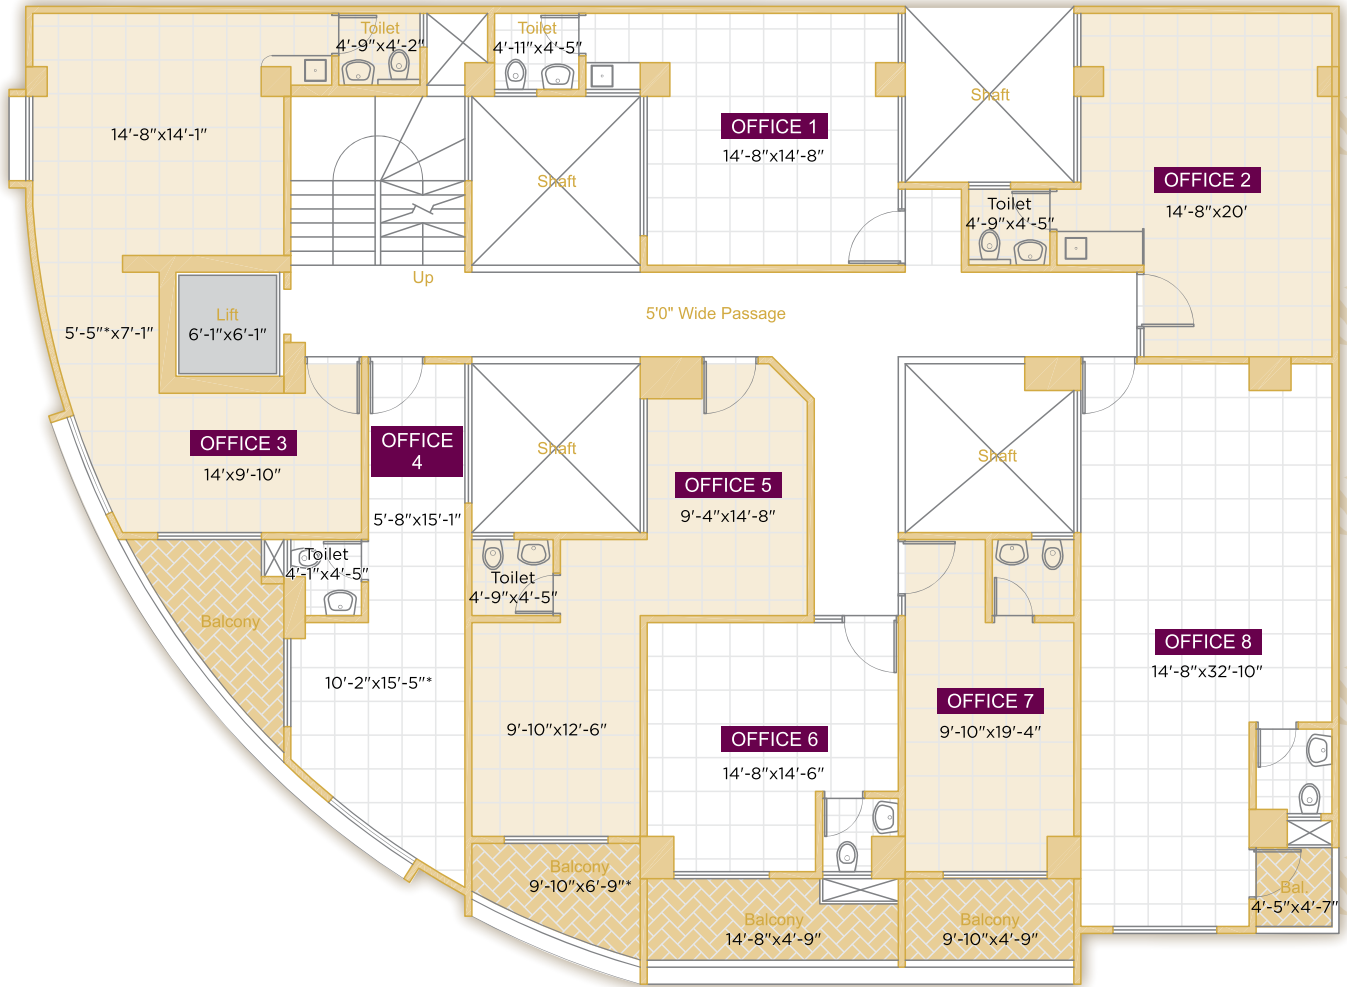 Toilet
4'-9"x4'-2"
Toilet
4'-11"x4'-5"
Shaft
14'-8"x14'-1"
OFFICE 1
14'-8"x14'-8"
Shaft
OFFICE 2
14'-8"x20'
Toilet
4'-9"x4'-5"
Up
Lift
6'-1"x6'-1"
5'0" Wide Passage
5'-5"*x7'-1"
OFFICE 3
14'x9'-10"
OFFICE
4
5'-8"x15'-1"
Shaft
OFFICE 5
9'-4"x14'-8"
Shaft
Toilet
4'-1"x4'-5"
Toilet
4'-9"x4'-5"
Balcony
10'-2"x15'-5"*
9'-10"x12'-6"
OFFICE 6
14'-8"x14'-6"
OFFICE 7
9'-10"x19'-4"
OFFICE 8
14'-8"x32'-10"
Balcony
9'-10"x6'-9"*
Balcony
14'-8"x4'-9"
Balcony
9'-10"x4'-9"
Bal.
4'-5"x4'-7"